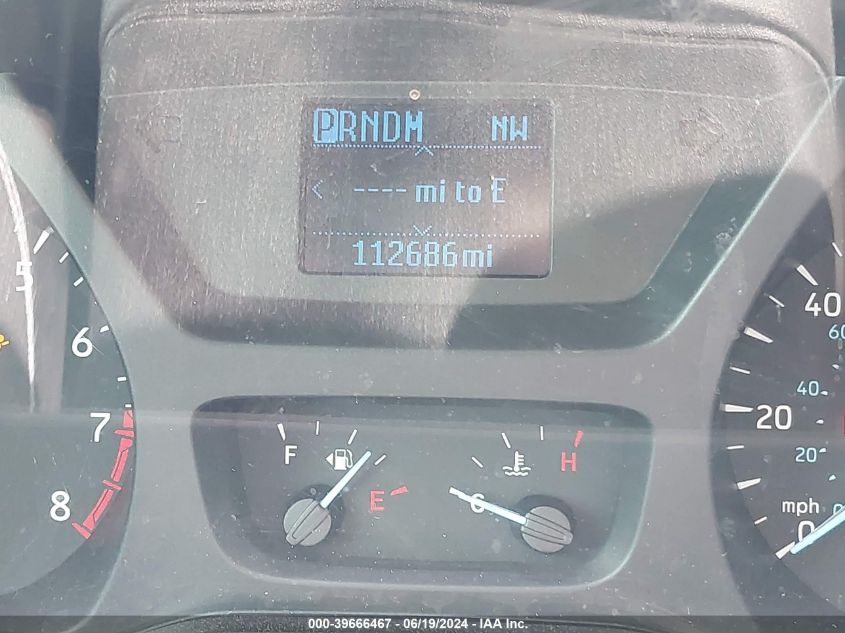 PRNDM NW
< ---- mi to E
112686mi
5
6
7
8
F
E
C
H
40
60
40
20
20
mph
0
0
000-39666467 - 06/19/2024 - IAA Inc.